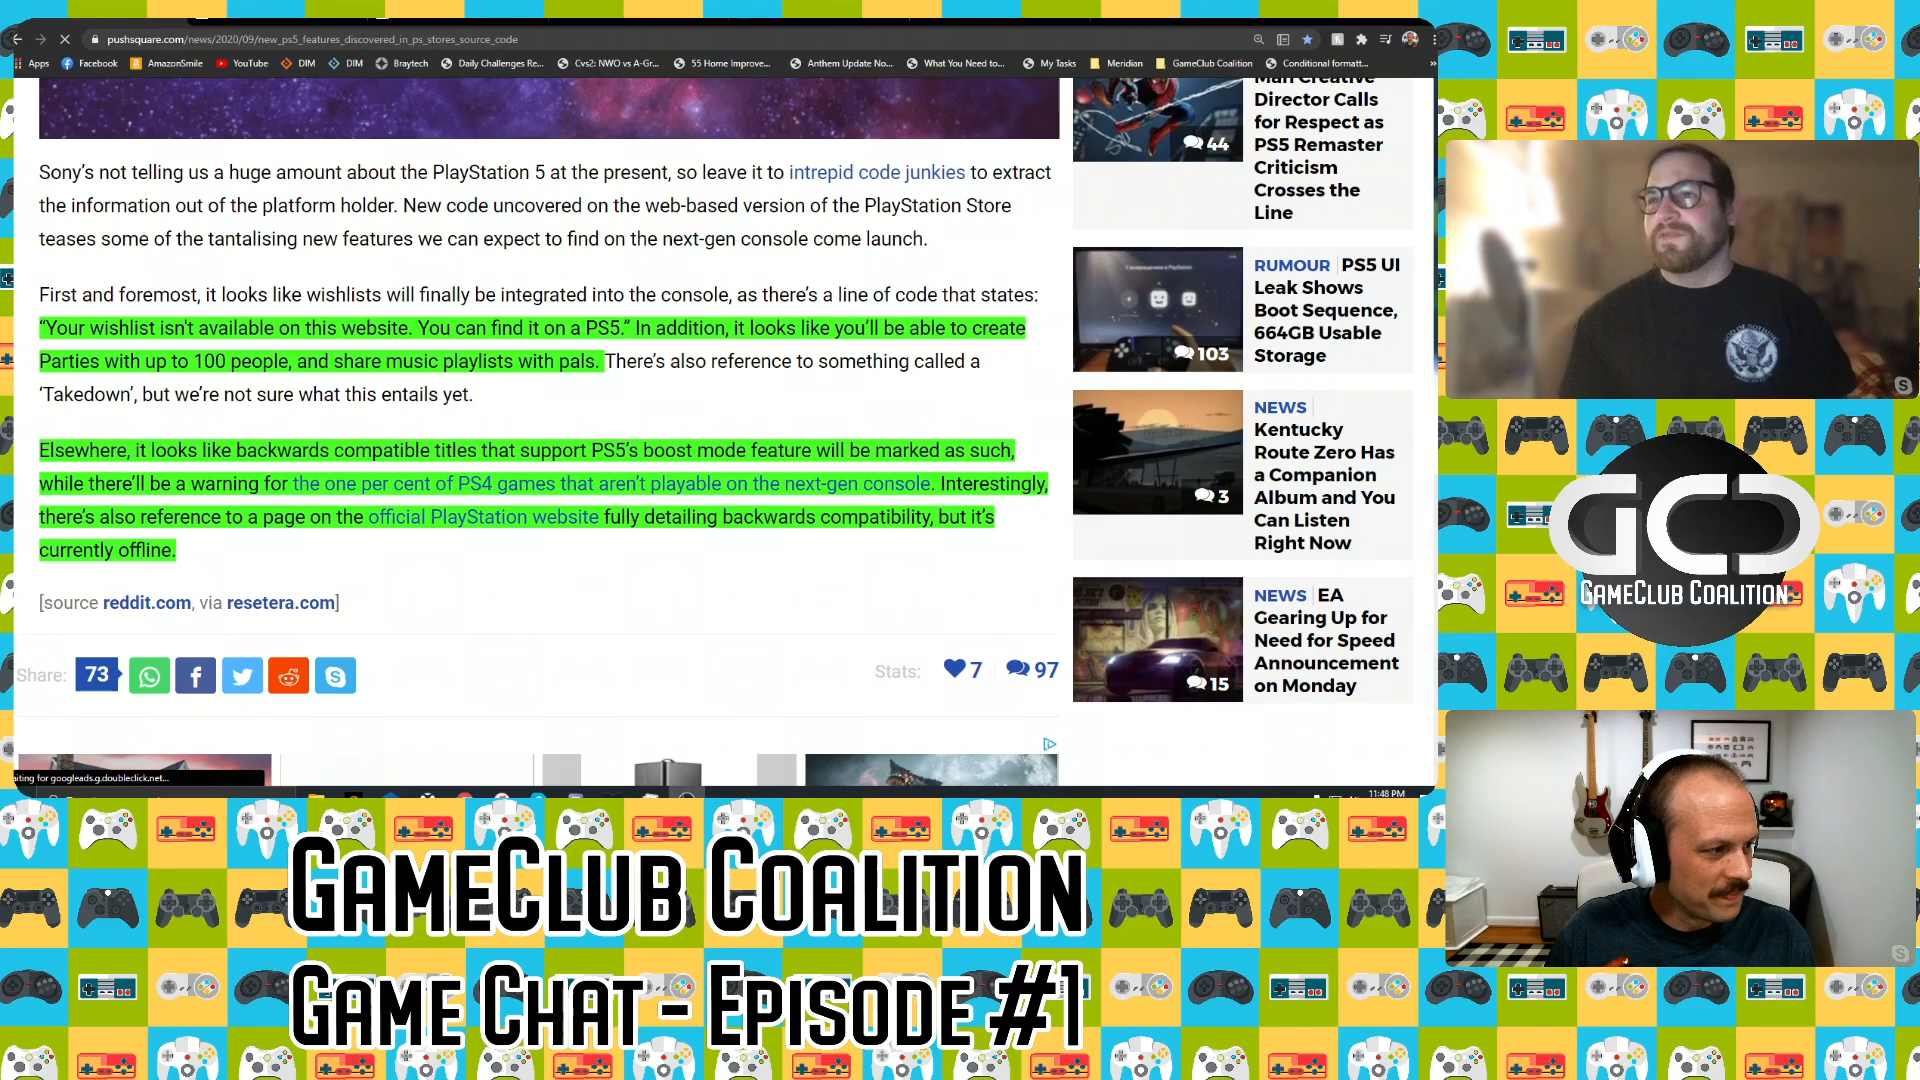 pushsquare.com/news/2020/09/new_ps5_features_discovered_in_ps_stores_source_code
Apps Facebook AmazonSmile YouTube DIM DIM Braytech Daily Challenges Re... Cvs2: NWO vs A-Gr... 55 Home Improve... Anthem Update No... What You Need to... My Tasks Meridian GameClub Coalition Conditional formatt... »
Sony's not telling us a huge amount about the PlayStation 5 at the present, so leave it to intrepid code junkies to extract
the information out of the platform holder. New code uncovered on the web-based version of the PlayStation Store
teases some of the tantalising new features we can expect to find on the next-gen console come launch.
First and foremost, it looks like wishlists will finally be integrated into the console, as there's a line of code that states:
“Your wishlist isn't available on this website. You can find it on a PS5.” In addition, it looks like you'll be able to create
Parties with up to 100 people, and share music playlists with pals. There's also reference to something called a
‘Takedown’, but we're not sure what this entails yet.
Elsewhere, it looks like backwards compatible titles that support PS5's boost mode feature will be marked as such,
while there'll be a warning for the one per cent of PS4 games that aren't playable on the next-gen console. Interestingly,
there's also reference to a page on the official PlayStation website fully detailing backwards compatibility, but it's
currently offline.
[source reddit.com, via resetera.com]
Share: 73
Stats: 7 97
aiting for googleads.g.doubleclick.net...
Man Creative
Director Calls
for Respect as
PS5 Remaster
Criticism
Crosses the
Line
44
RUMOUR PS5 UI
Leak Shows
Boot Sequence,
664GB Usable
Storage
103
NEWS
Kentucky
Route Zero Has
a Companion
Album and You
Can Listen
Right Now
3
NEWS EA
Gearing Up for
Need for Speed
Announcement
on Monday
15
11:48 PM
GCC
GAMECLUB COALITION
GAMECLUB COALITION
GAME CHAT - EPISODE #1